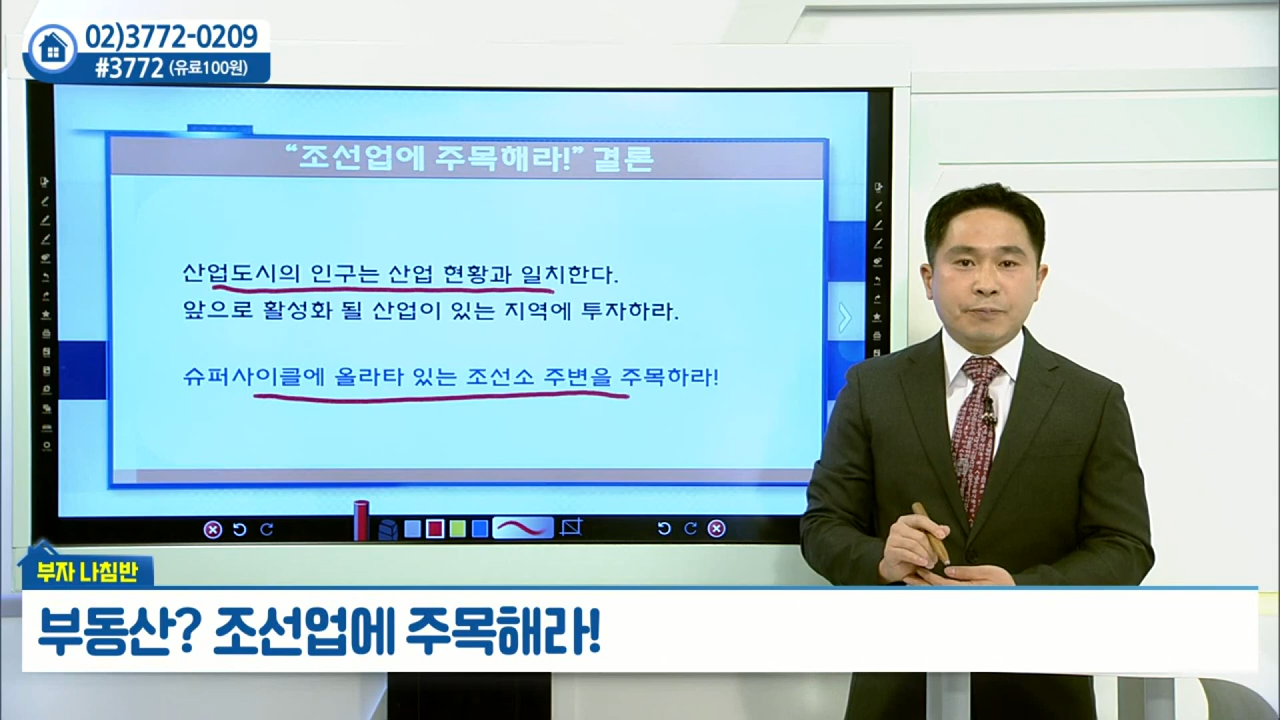 02)3772-0209
#3772 (유료100원)
“조선업에 주목해라!” 결론
산업도시의 인구는 산업 현황과 일치한다.
앞으로 활성화 될 산업이 있는 지역에 투자하라.
슈퍼사이클에 올라타 있는 조선소 주변을 주목하라!
부자 나침반
부동산? 조선업에 주목해라!